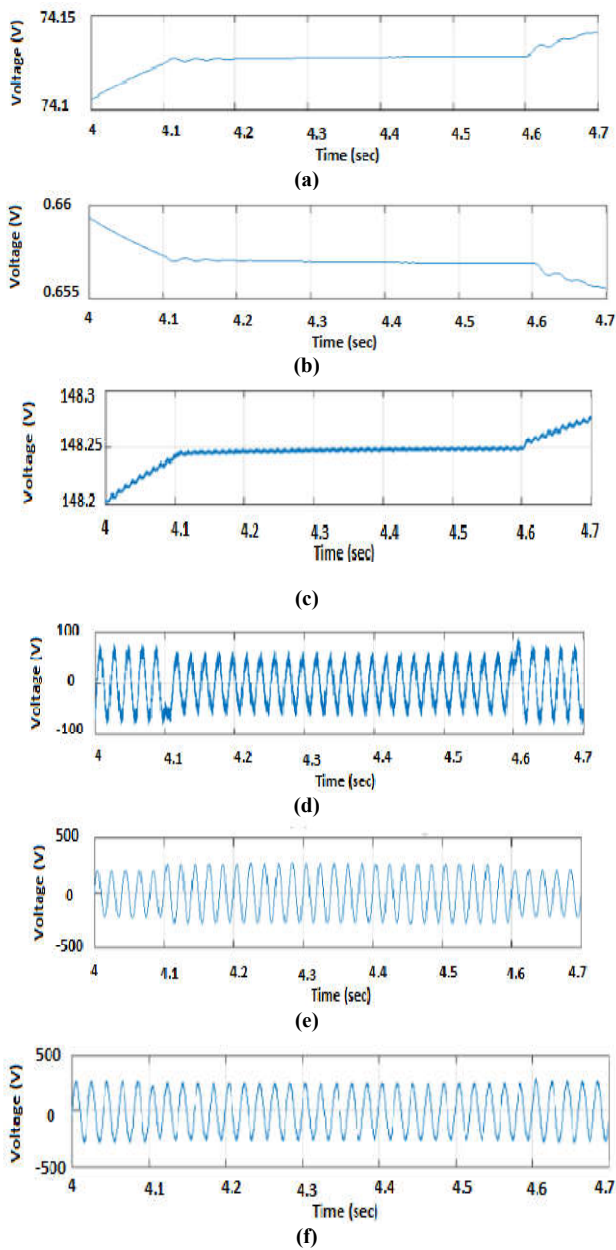 Voltage (V)
74.15
74.1
4 4.1 4.2 4.3 4.4 4.5 4.6 4.7
Time (sec)
(a)
Voltage (V)
0.66
0.655
4 4.1 4.2 4.3 4.4 4.5 4.6 4.7
Time (sec)
(b)
Voltage (V)
148.3
148.25
148.2
4 4.1 4.2 4.3 4.4 4.5 4.6 4.7
Time (sec)
(c)
Voltage (V)
100
0
-100
4 4.1 4.2 4.3 4.4 4.5 4.6 4.7
Time (sec)
(d)
Voltage (V)
500
0
-500
4 4.1 4.2 4.3 4.4 4.5 4.6 4.7
Time (sec)
(e)
Voltage (V)
500
0
-500
4 4.1 4.2 4.3 4.4 4.5 4.6 4.7
Time (sec)
(f)